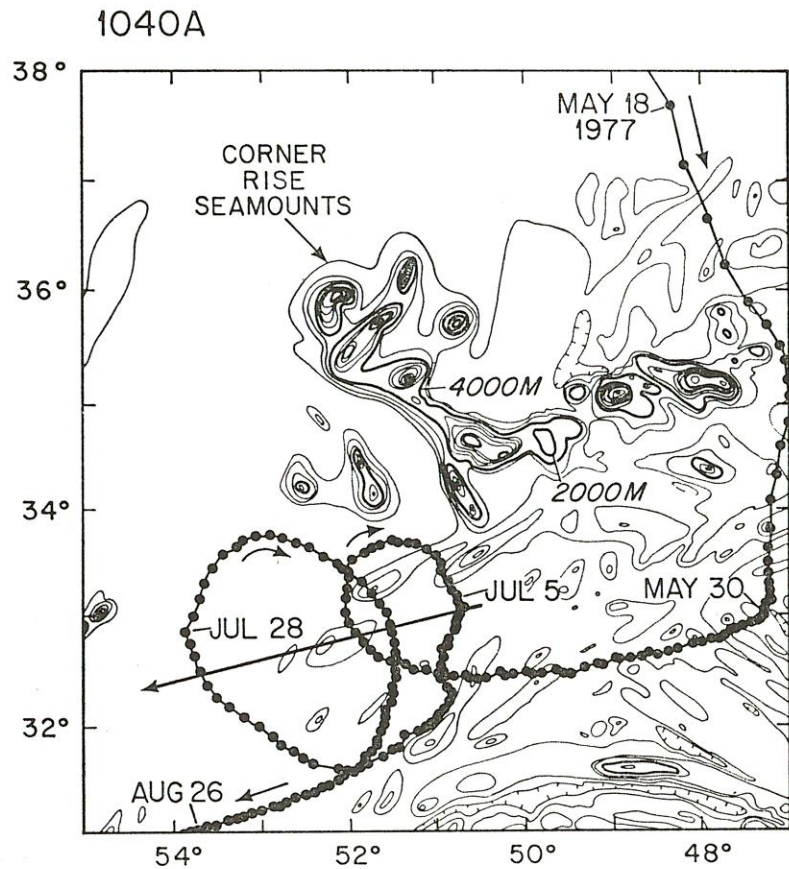 1040A
38°
MAY 18
1977
CORNER
RISE
SEAMOUNTS
36°
4000M
2000M
34°
JUL 5
MAY 30
JUL 28
32°
AUG 26
54°
52°
50°
48°